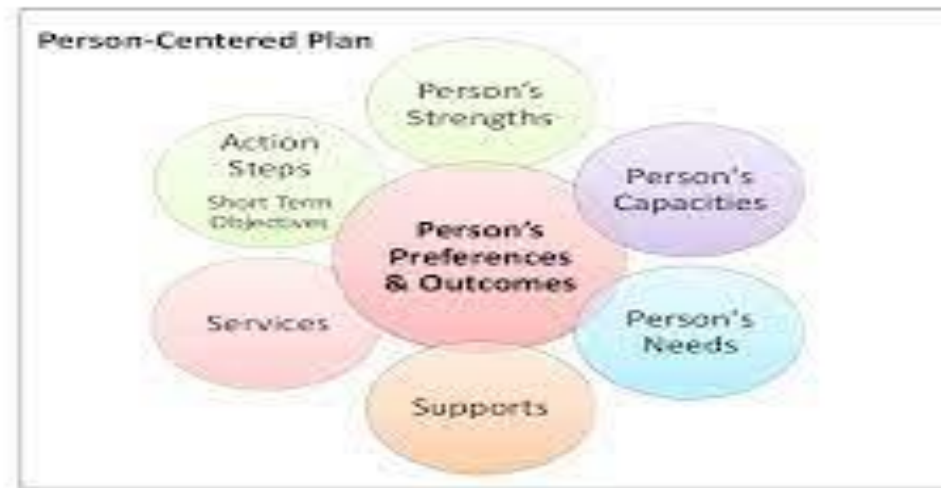 Person-Centered Plan
Person's
Strengths
Action
Steps
Short Term
Objectives
Person's
Capacities
Person's
Preferences
& Outcomes
Services
Person's
Needs
Supports